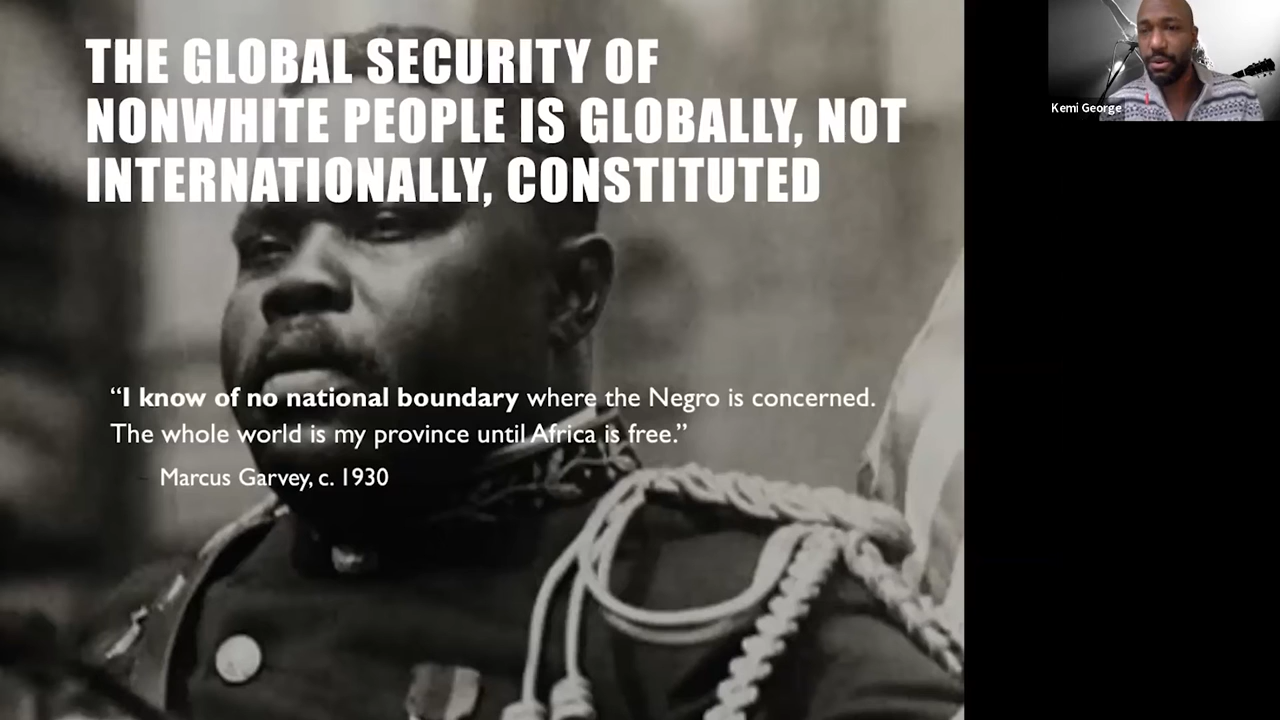 THE GLOBAL SECURITY OF
NONWHITE PEOPLE IS GLOBALLY, NOT
INTERNATIONALLY, CONSTITUTED
Kemi George
“I know of no national boundary where the Negro is concerned.
The whole world is my province until Africa is free.”
Marcus Garvey, c. 1930